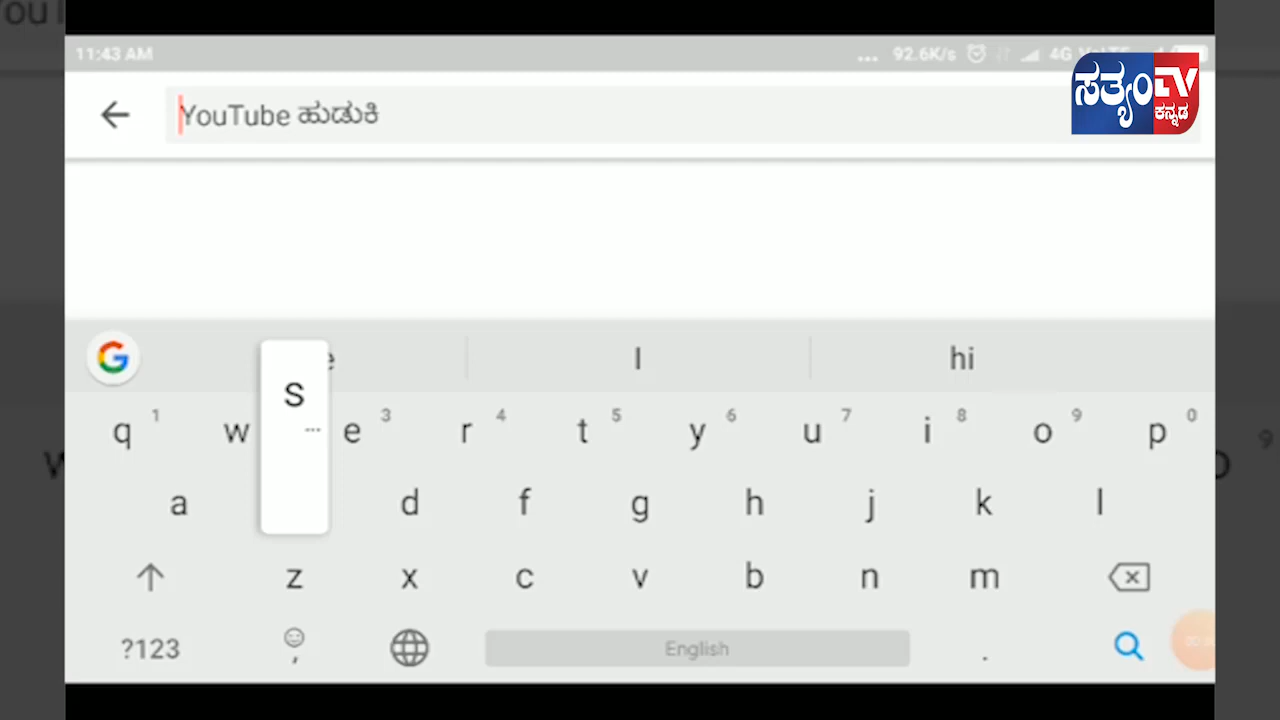 11:43 AM ... 92.6K/s 4G
YouTube ಹುಡುಕಿ
ಸತ್ಯಂ TV
ಕನ್ನಡ
I hi
S
q 1 w e 3 r 4 t 5 y 6 u 7 i 8 o 9 p 0
a d f g h j k l
z x c v b n m
?123 , English .